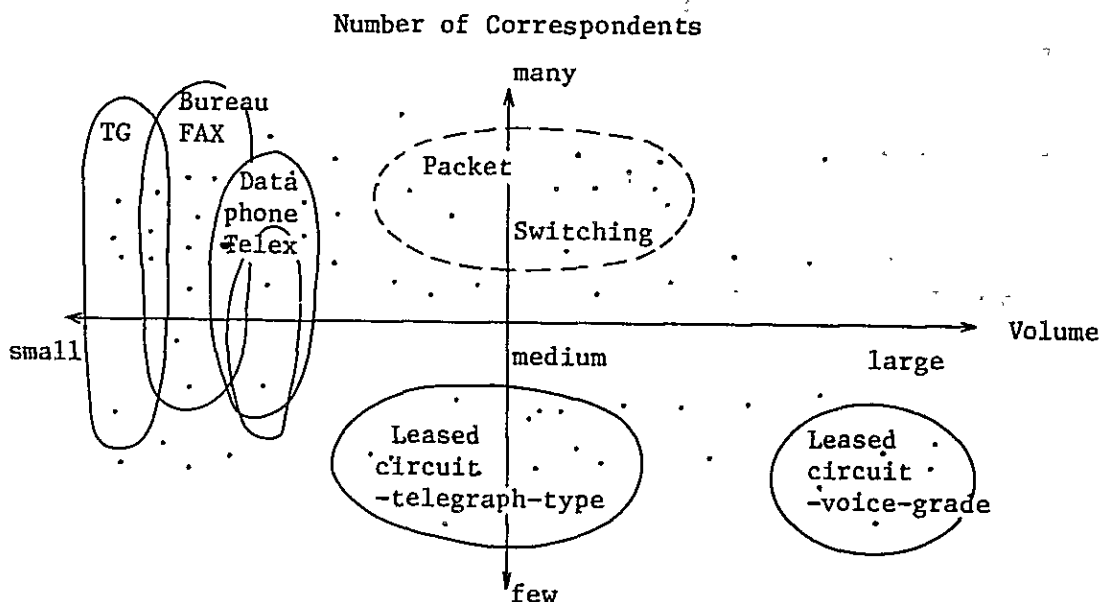 Number of Correspondents
many
TG
Bureau
FAX
Data
phone
Telex
Packet
Switching
small
medium
large
Volume
Leased
circuit
-telegraph-type
Leased
circuit
-voice-grade
few